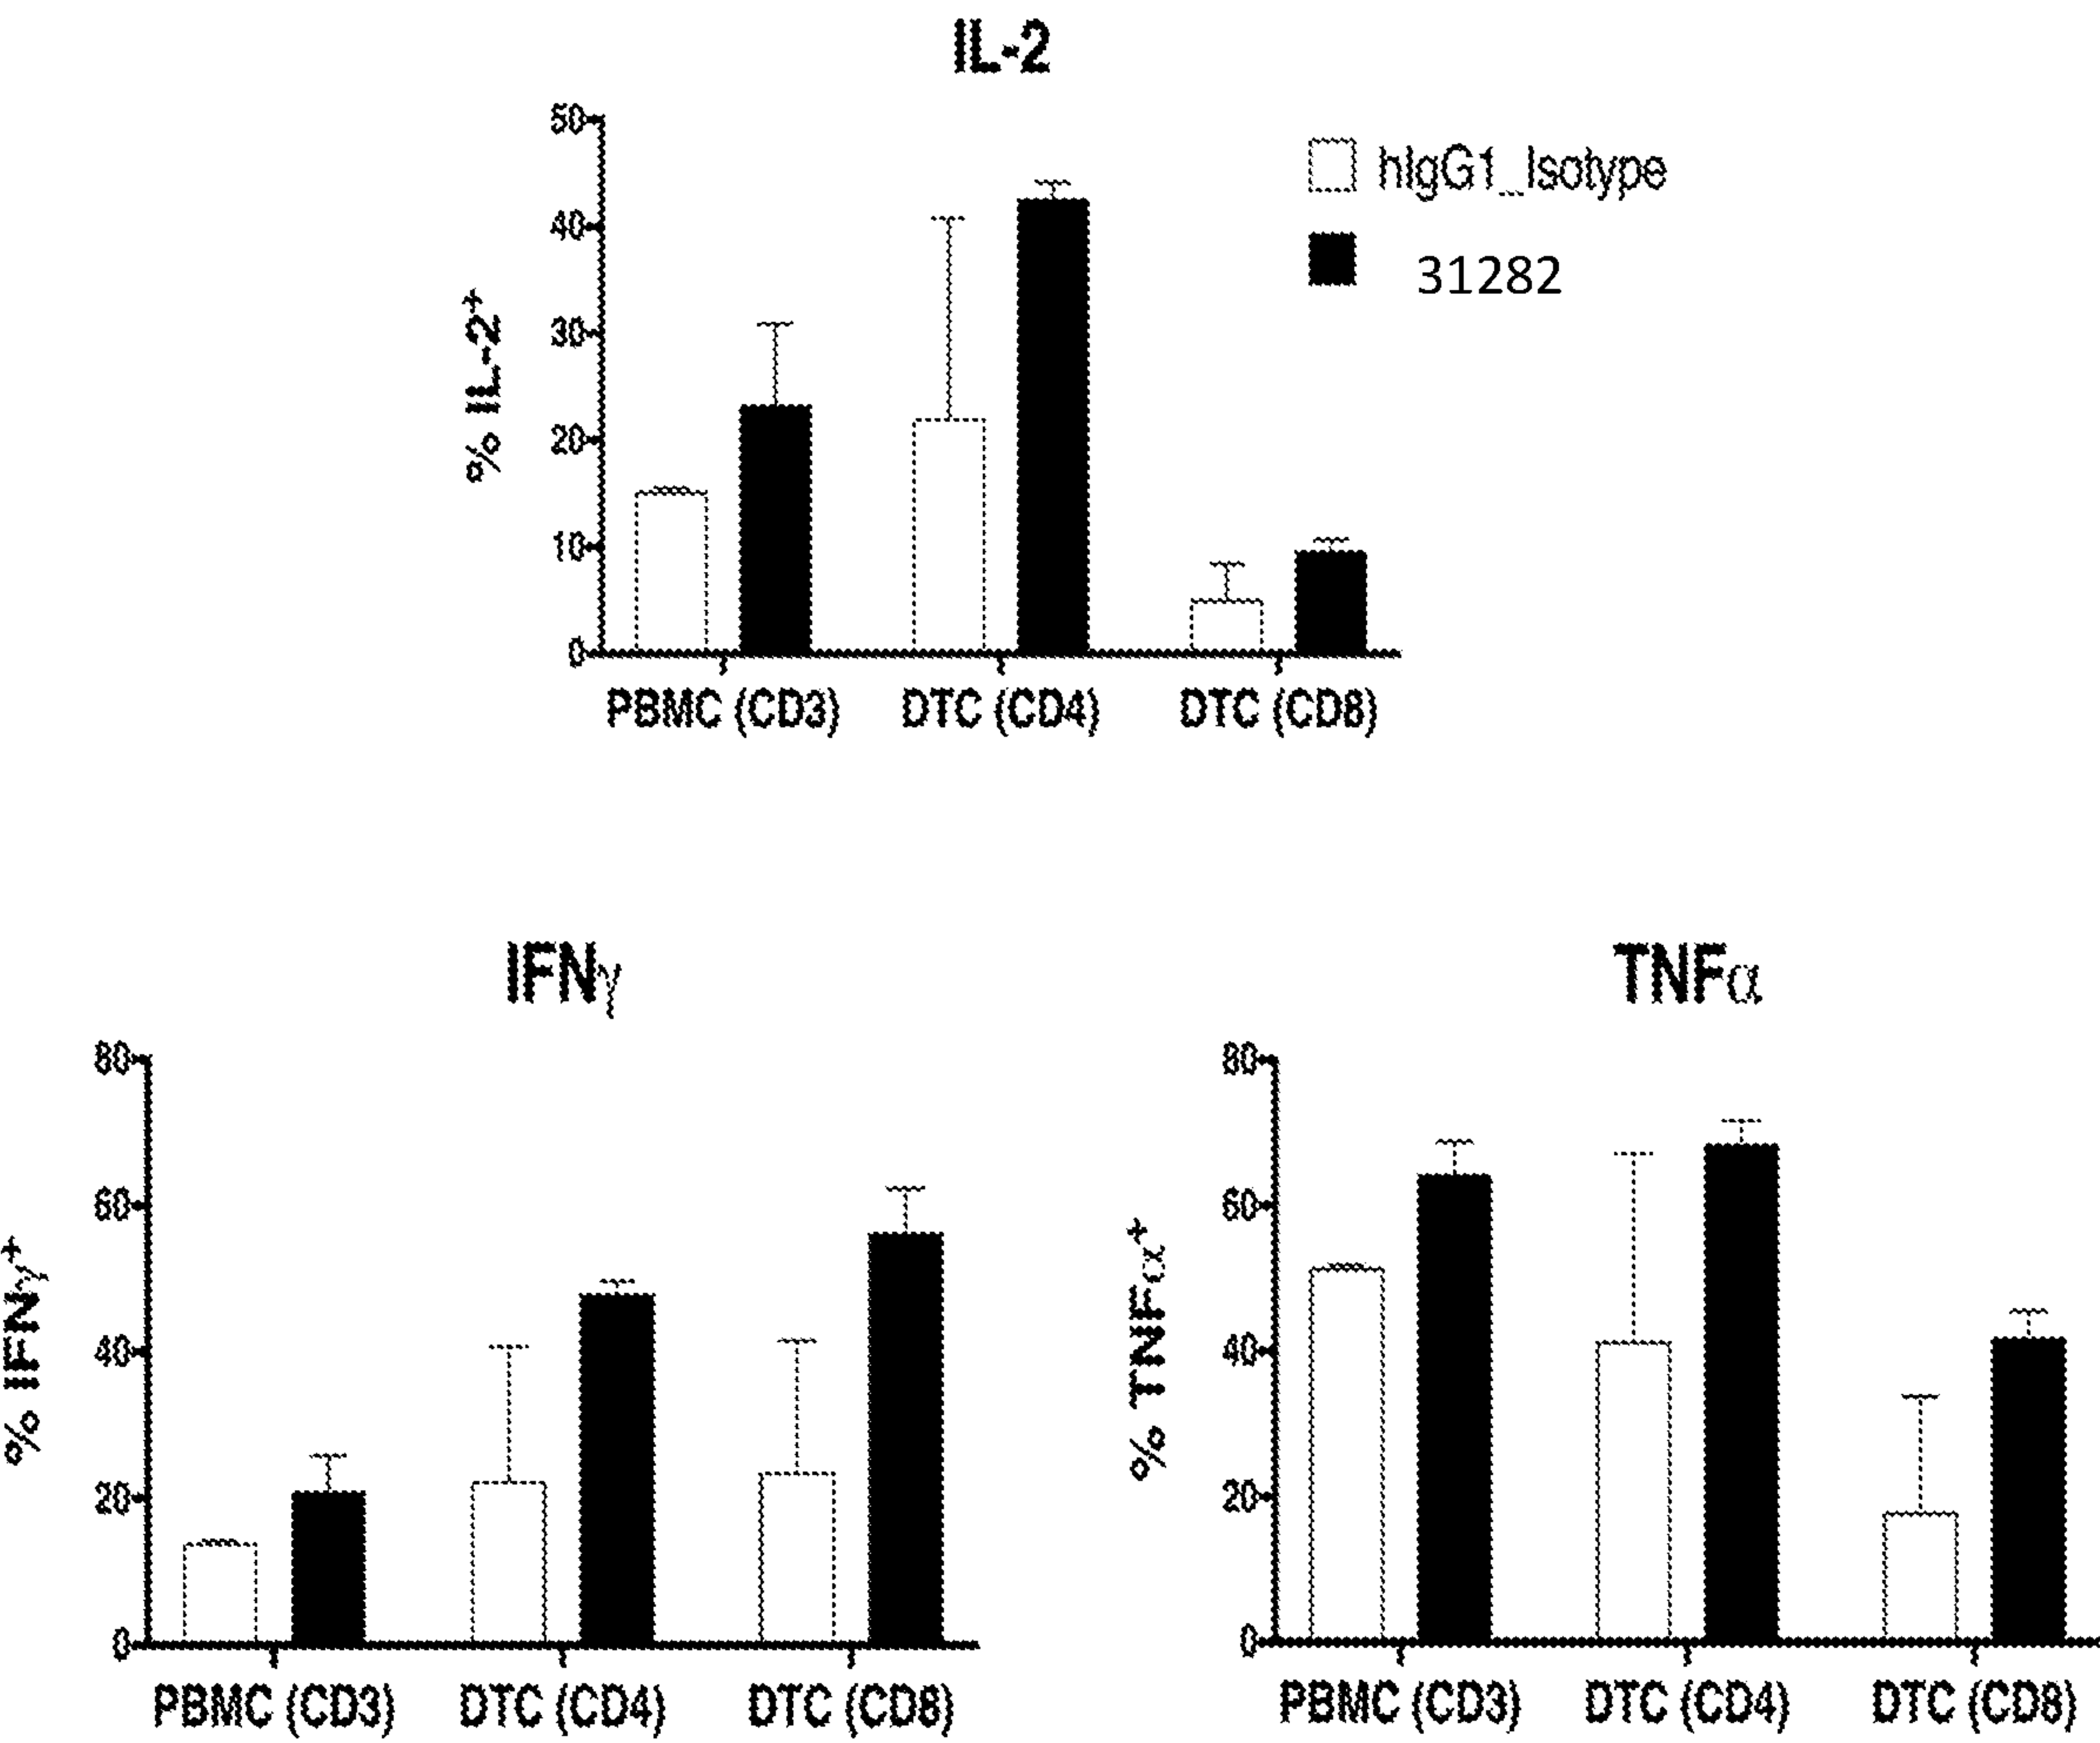 IL-2
50
40
30
20
10
0
% IL-2+
hIgG1_Isotype
31282
PBMC (CD3) DTC (CD4) DTC (CD8)
IFNγ
80
60
40
20
0
% IFNγ+
PBMC (CD3) DTC (CD4) DTC (CD8)
TNFα
80
60
40
20
0
% TNFα+
PBMC (CD3) DTC (CD4) DTC (CD8)